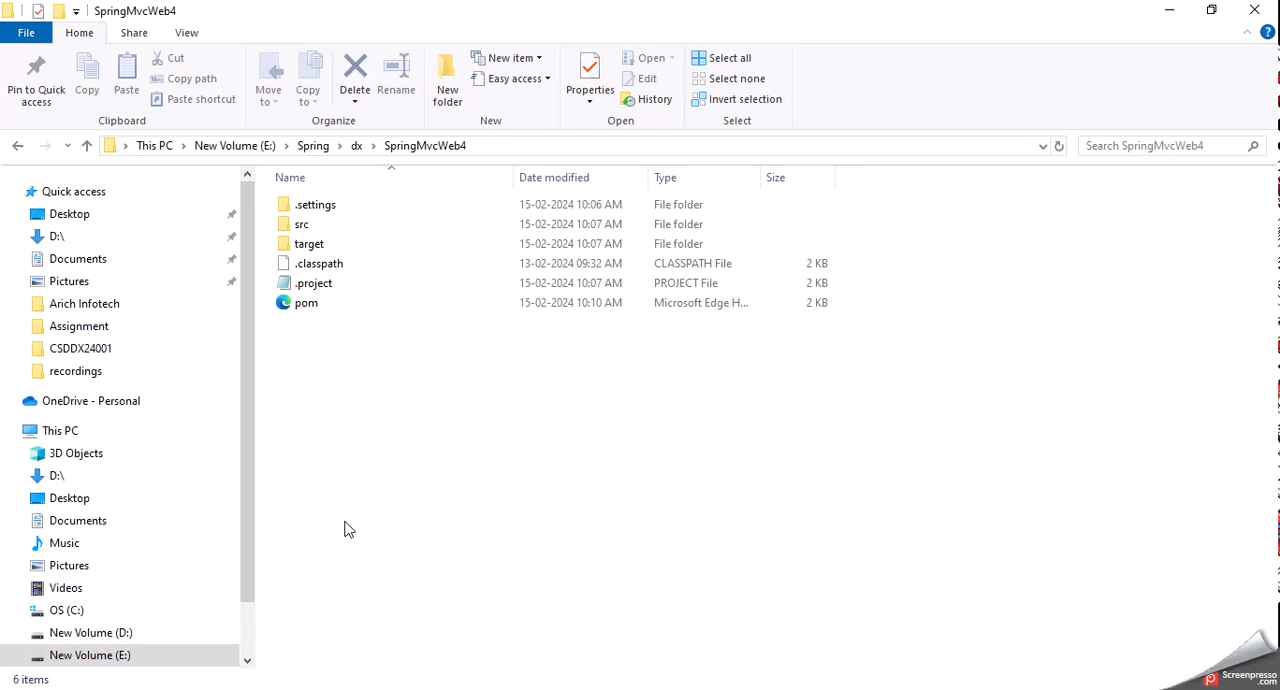 SpringMvcWeb4
File Home Share View
Pin to Quick access
Copy
Paste
Cut
Copy path
Paste shortcut
Clipboard
Move to
Copy to
Delete
Rename
Organize
New folder
New item
Easy access
New
Properties
Open
Edit
History
Open
Select all
Select none
Invert selection
Select
This PC > New Volume (E:) > Spring > dx > SpringMvcWeb4
Search SpringMvcWeb4
Quick access
Desktop
D:\
Documents
Pictures
Arich Infotech
Assignment
CSDDX24001
recordings
OneDrive - Personal
This PC
3D Objects
D:\
Desktop
Documents
Music
Pictures
Videos
OS (C:)
New Volume (D:)
New Volume (E:)
Name Date modified Type Size
.settings 15-02-2024 10:06 AM File folder
src 15-02-2024 10:07 AM File folder
target 15-02-2024 10:07 AM File folder
.classpath 13-02-2024 09:32 AM CLASSPATH File 2 KB
.project 15-02-2024 10:07 AM PROJECT File 2 KB
pom 15-02-2024 10:10 AM Microsoft Edge H... 2 KB
6 items
Screenpresso
.com